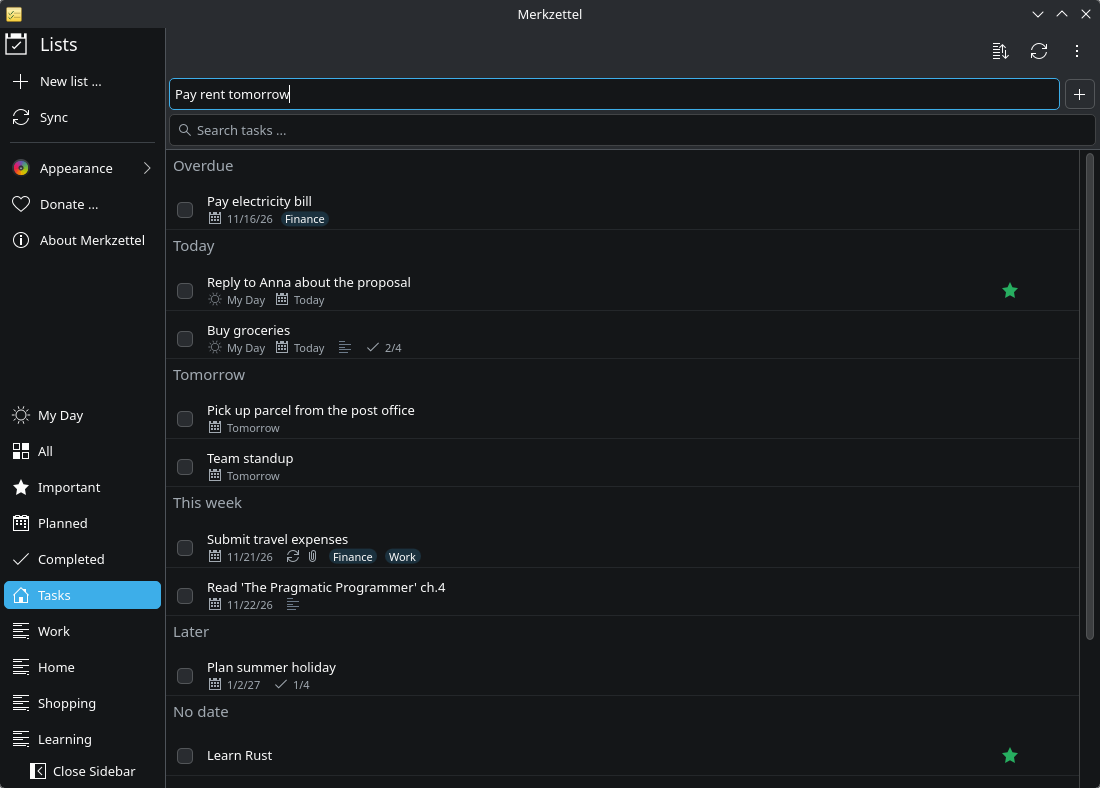 Merkzettel
Lists
New list ...
Sync
Appearance
Donate ...
About Merkzettel
My Day
All
Important
Planned
Completed
Tasks
Work
Home
Shopping
Learning
Close Sidebar
Pay rent tomorrow
Search tasks ...
Overdue
Pay electricity bill
11/16/26 Finance
Today
Reply to Anna about the proposal
My Day Today
Buy groceries
My Day Today 2/4
Tomorrow
Pick up parcel from the post office
Tomorrow
Team standup
Tomorrow
This week
Submit travel expenses
11/21/26 Finance Work
Read 'The Pragmatic Programmer' ch.4
11/22/26
Later
Plan summer holiday
1/2/27 1/4
No date
Learn Rust